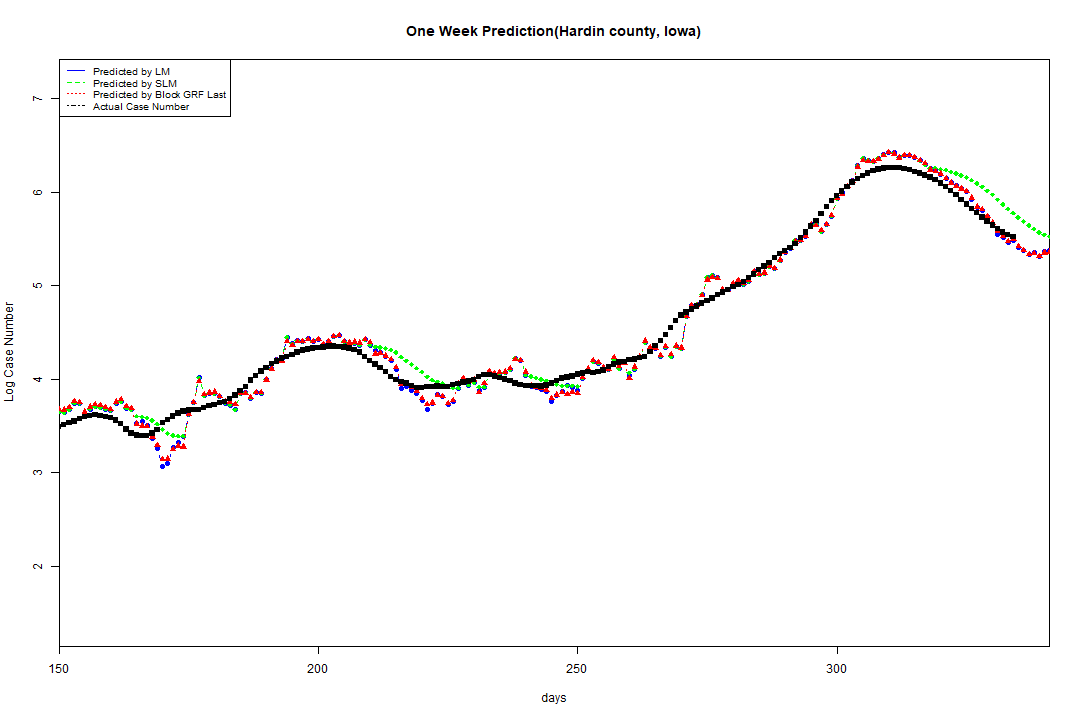 One Week Prediction(Hardin county, Iowa)
Predicted by LM
Predicted by SLM
Predicted by Block GRF Last
Actual Case Number
7
6
5
4
3
2
Log Case Number
150 200 250 300
days